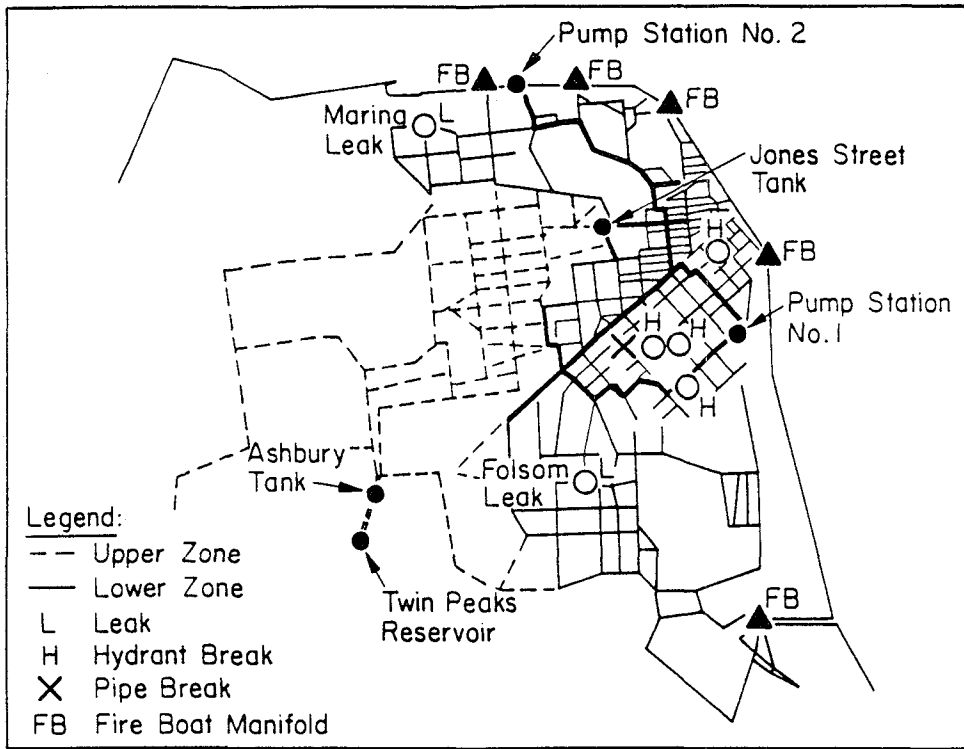 Pump Station No. 2
FB
FB
FB
L
Marina
Leak
Jones Street
Tank
H
FB
Pump Station
No. 1
H
H
H
Ashbury
Tank
Folsom
Leak
L
Twin Peaks
Reservoir
FB
Legend:
Upper Zone
Lower Zone
L Leak
H Hydrant Break
Pipe Break
FB Fire Boat Manifold